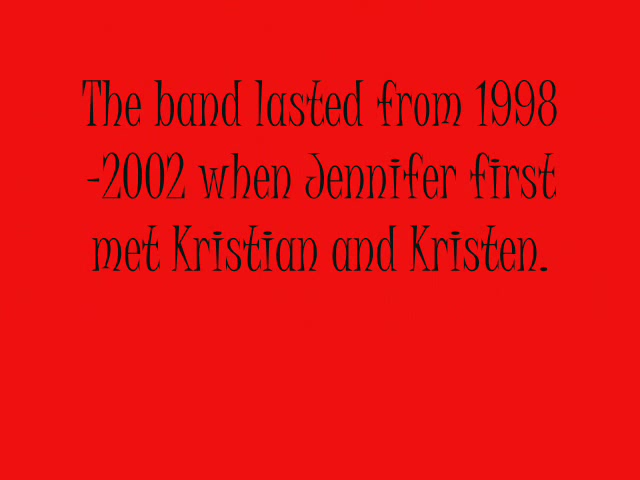 The band lasted from 1998
-2002 when Jennifer first
met Kristian and Kristen.